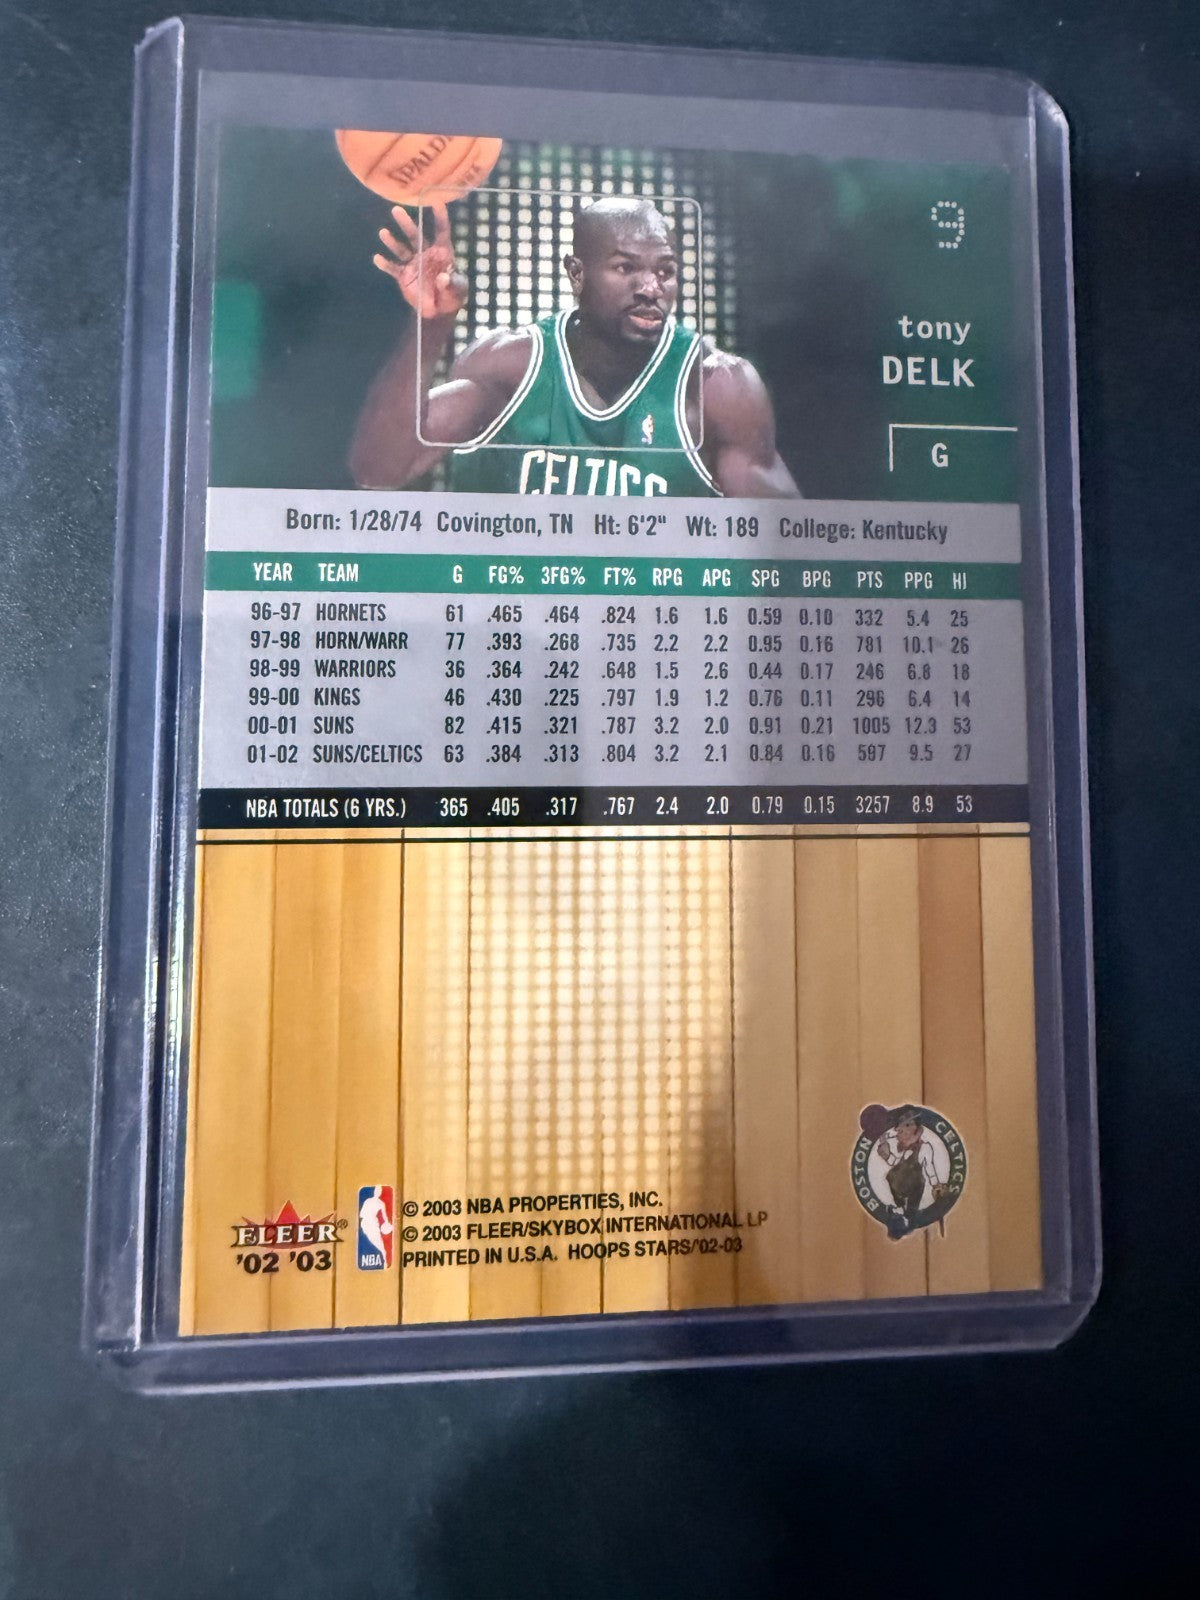 SPALDING
9
tony
DELK
G
CELTICS
Born: 1/28/74 Covington, TN Ht: 6'2" Wt: 189 College: Kentucky
YEAR TEAM G FG% 3FG% FT% RPG APG SPG BPG PTS PPG HI
96-97 HORNETS 61 .465 .464 .824 1.6 1.6 0.59 0.10 332 5.4 25
97-98 HORN/WARR 77 .393 .268 .735 2.2 2.2 0.95 0.16 781 10.1 26
98-99 WARRIORS 36 .364 .242 .648 1.5 2.6 0.44 0.17 246 6.8 18
99-00 KINGS 46 .430 .225 .797 1.9 1.2 0.76 0.11 296 6.4 14
00-01 SUNS 82 .415 .321 .787 3.2 2.0 0.91 0.21 1005 12.3 53
01-02 SUNS/CELTICS 63 .384 .313 .804 3.2 2.1 0.84 0.16 597 9.5 27
NBA TOTALS (6 YRS.) 365 .405 .317 .767 2.4 2.0 0.79 0.15 3257 8.9 53
BOSTON CELTICS
FLEER®
'02 '03
NBA
© 2003 NBA PROPERTIES, INC.
© 2003 FLEER/SKYBOX INTERNATIONAL LP
PRINTED IN U.S.A. HOOPS STARS/'02-03